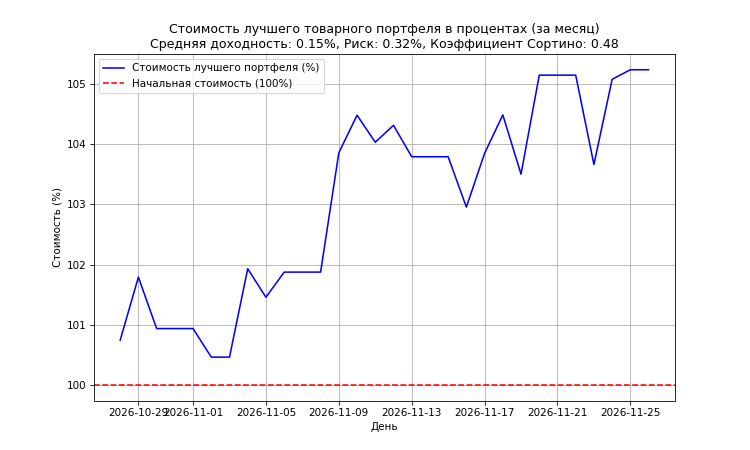 Стоимость лучшего товарного портфеля в процентах (за месяц)
Средняя доходность: 0.15%, Риск: 0.32%, Коэффициент Сортино: 0.48
Стоимость лучшего портфеля (%)
Начальная стоимость (100%)
Стоимость (%)
105
104
103
102
101
100
2026-10-29
2026-11-01
2026-11-05
2026-11-09
2026-11-13
2026-11-17
2026-11-21
2026-11-25
День